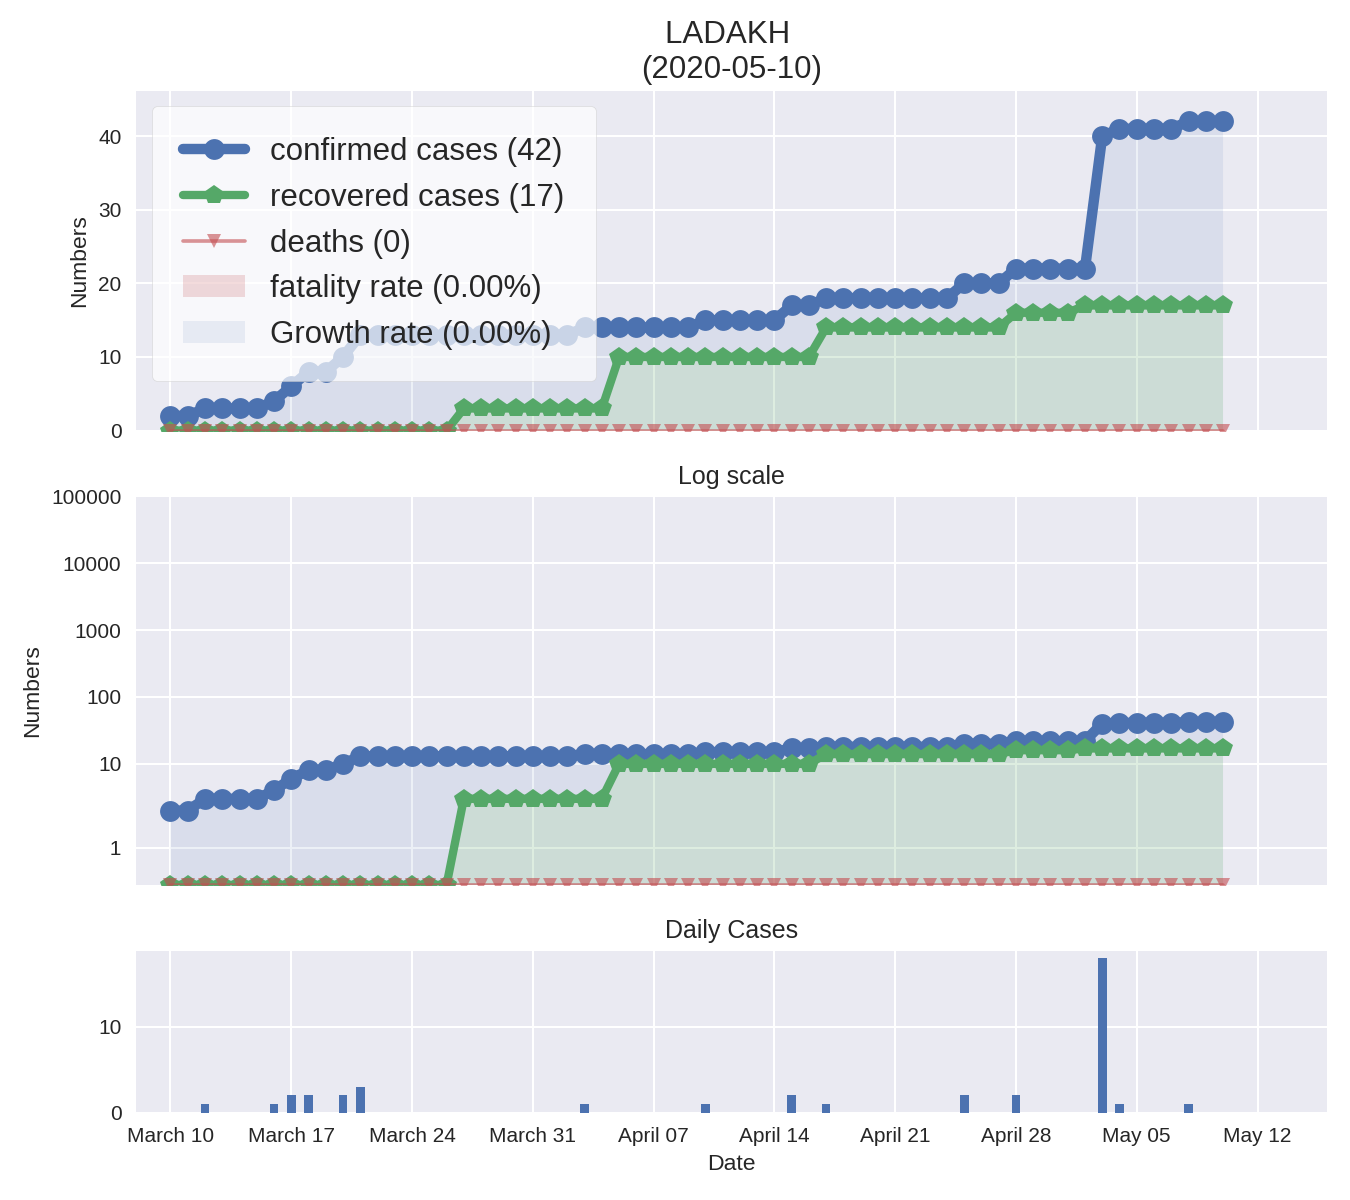 LADAKH
(2020-05-10)
confirmed cases (42)
recovered cases (17)
deaths (0)
fatality rate (0.00%)
Growth rate (0.00%)
Numbers
40
30
20
10
0
Log scale
Numbers
100000
10000
1000
100
10
1
Daily Cases
10
0
March 10 March 17 March 24 March 31 April 07 April 14 April 21 April 28 May 05 May 12
Date